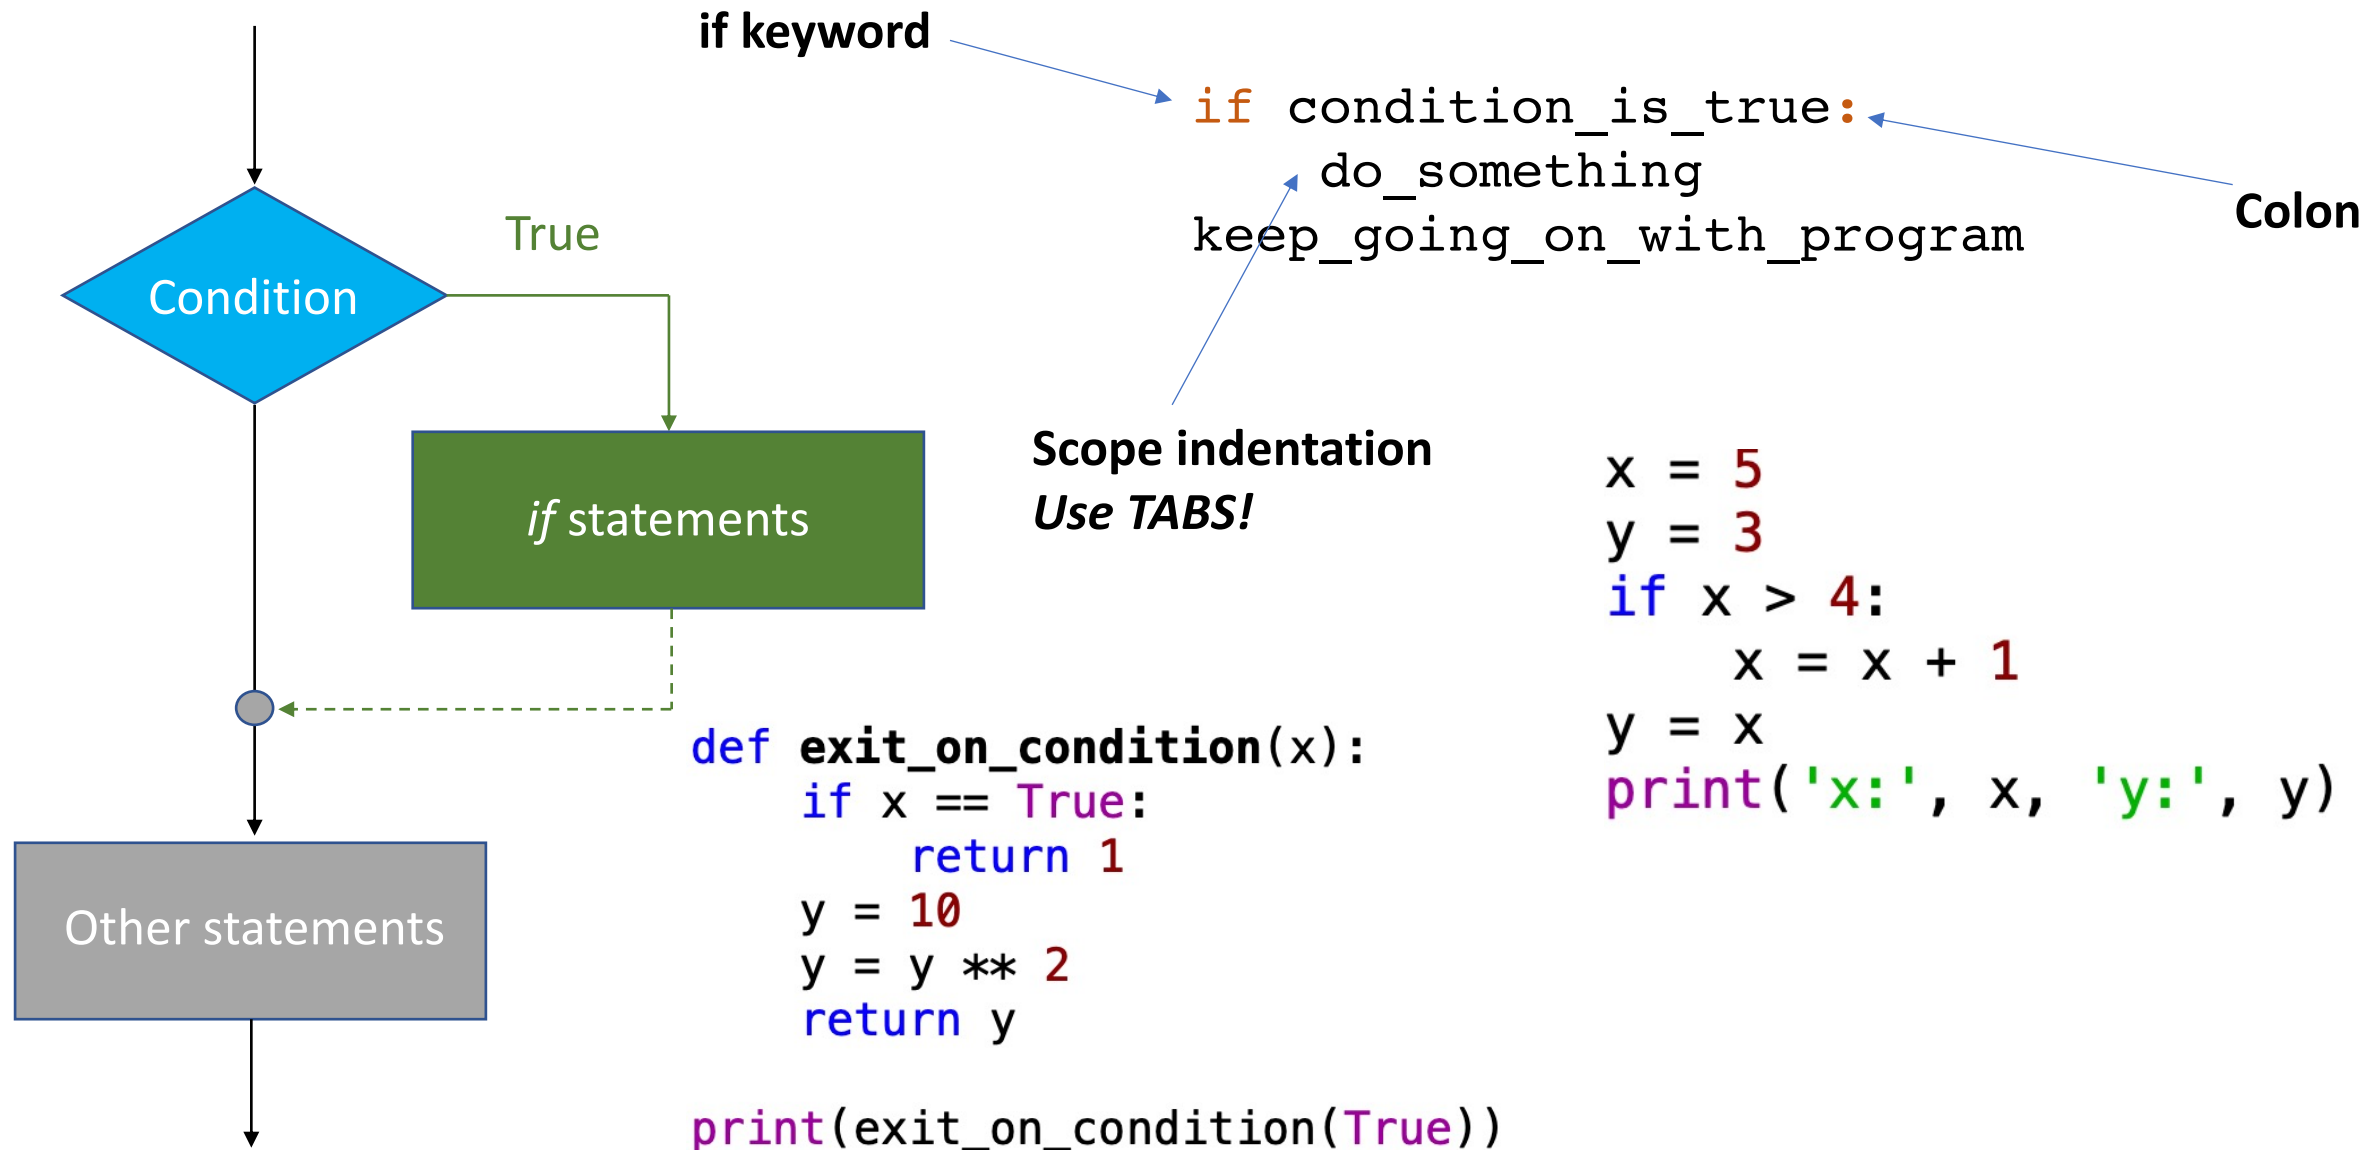 if keyword
if condition_is_true:
    do_something
keep_going_on_with_program
Colon
True
Condition
Scope indentation
Use TABS!
if statements
x = 5
y = 3
if x > 4:
    x = x + 1
y = x
print('x:', x, 'y:', y)
def exit_on_condition(x):
    if x == True:
        return 1
    y = 10
    y = y ** 2
    return y
print(exit_on_condition(True))
Other statements